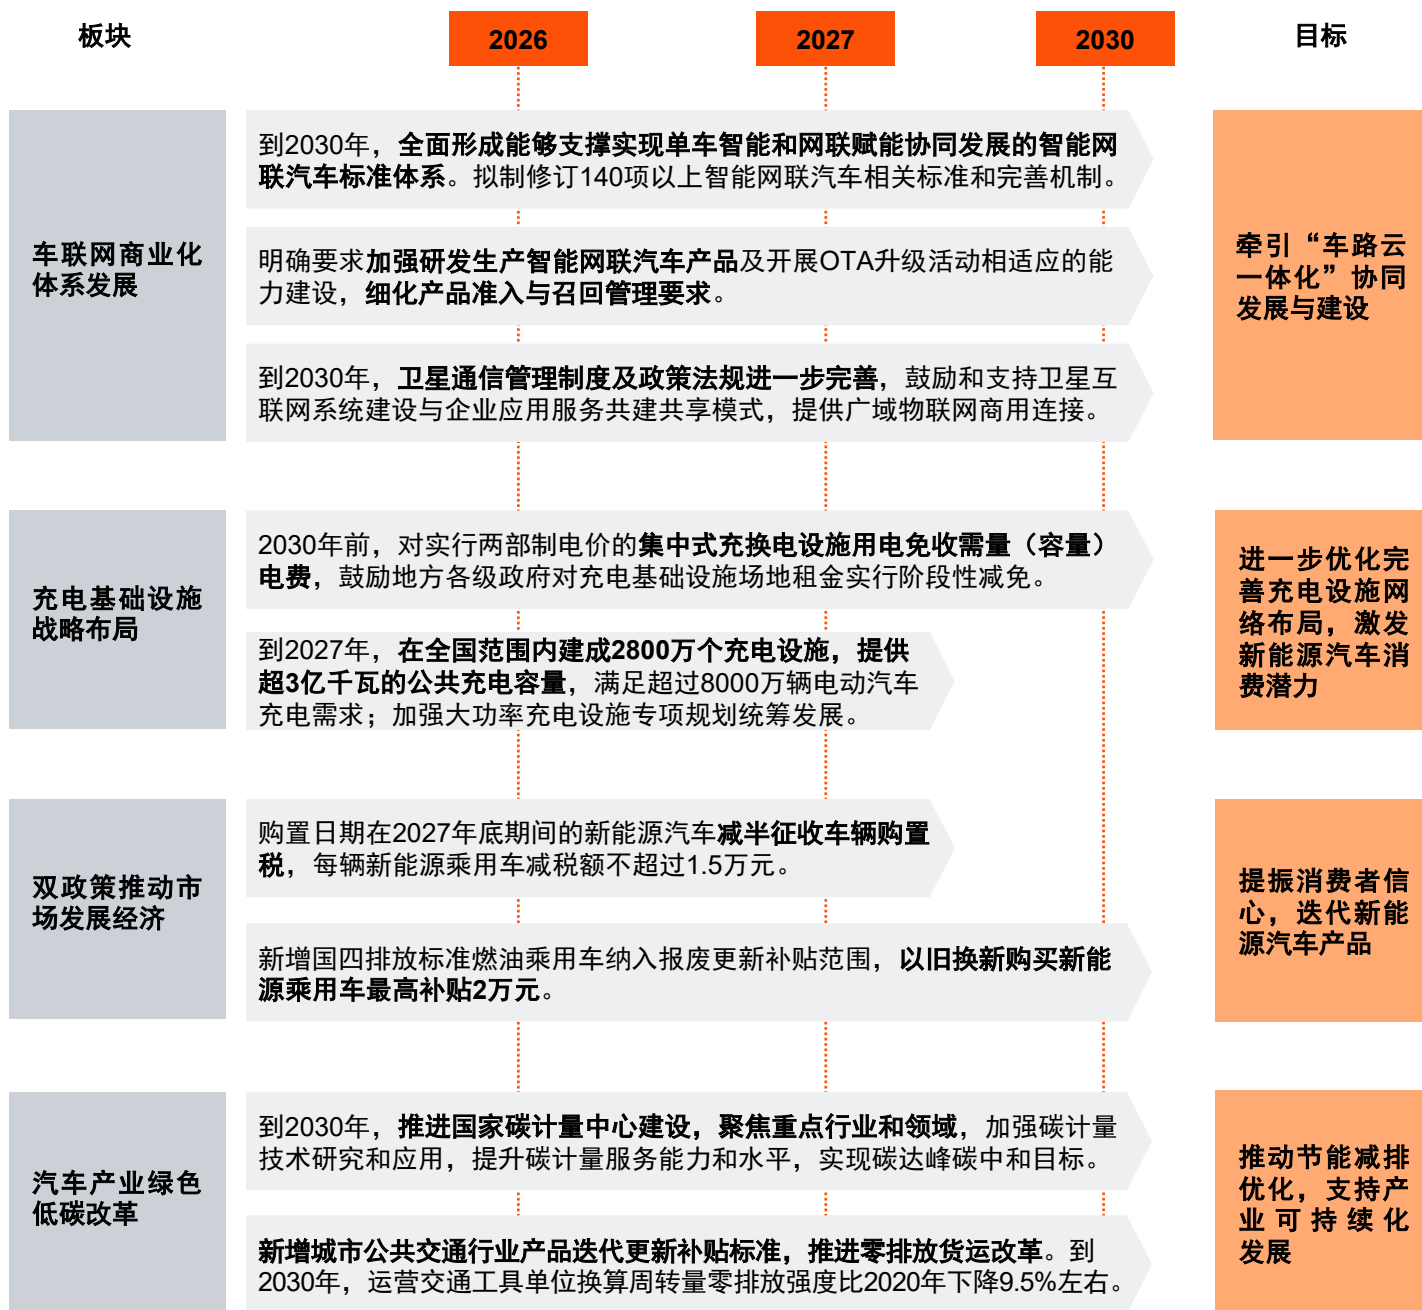 板块
2026
2027
2030
目标
车联网商业化
体系发展
到2030年，全面形成能够支撑实现单车智能和网联赋能协同发展的智能网
联汽车标准体系。拟制修订140项以上智能网联汽车相关标准和完善机制。
明确要求加强研发生产智能网联汽车产品及开展OTA升级活动相适应的能
力建设，细化产品准入与召回管理要求。
到2030年，卫星通信管理制度及政策法规进一步完善，鼓励和支持卫星互
联网系统建设与企业应用服务共建共享模式，提供广域物联网商用连接。
牵引“车路云
一体化”协同
发展与建设
充电基础设施
战略布局
2030年前，对实行两部制电价的集中式充换电设施用电免收需量（容量）
电费，鼓励地方各级政府对充电基础设施场地租金实行阶段性减免。
到2027年，在全国范围内建成2800万个充电设施，提供
超3亿千瓦的公共充电容量，满足超过8000万辆电动汽车
充电需求；加强大功率充电设施专项规划统筹发展。
进一步优化完
善充电设施网
络布局，激发
新能源汽车消
费潜力
双政策推动市
场发展经济
购置日期在2027年底期间的新能源汽车减半征收车辆购置
税，每辆新能源乘用车减税额不超过1.5万元。
新增国四排放标准燃油乘用车纳入报废更新补贴范围，以旧换新购买新能
源乘用车最高补贴2万元。
提振消费者信
心，迭代新能
源汽车产品
汽车产业绿色
低碳改革
到2030年，推进国家碳计量中心建设，聚焦重点行业和领域，加强碳计量
技术研究和应用，提升碳计量服务能力和水平，实现碳达峰碳中和目标。
新增城市公共交通行业产品迭代更新补贴标准，推进零排放货运改革。到
2030年，运营交通工具单位换算周转量零排放强度比2020年下降9.5%左右。
推动节能减排
优化，支持产
业可持续化
发展